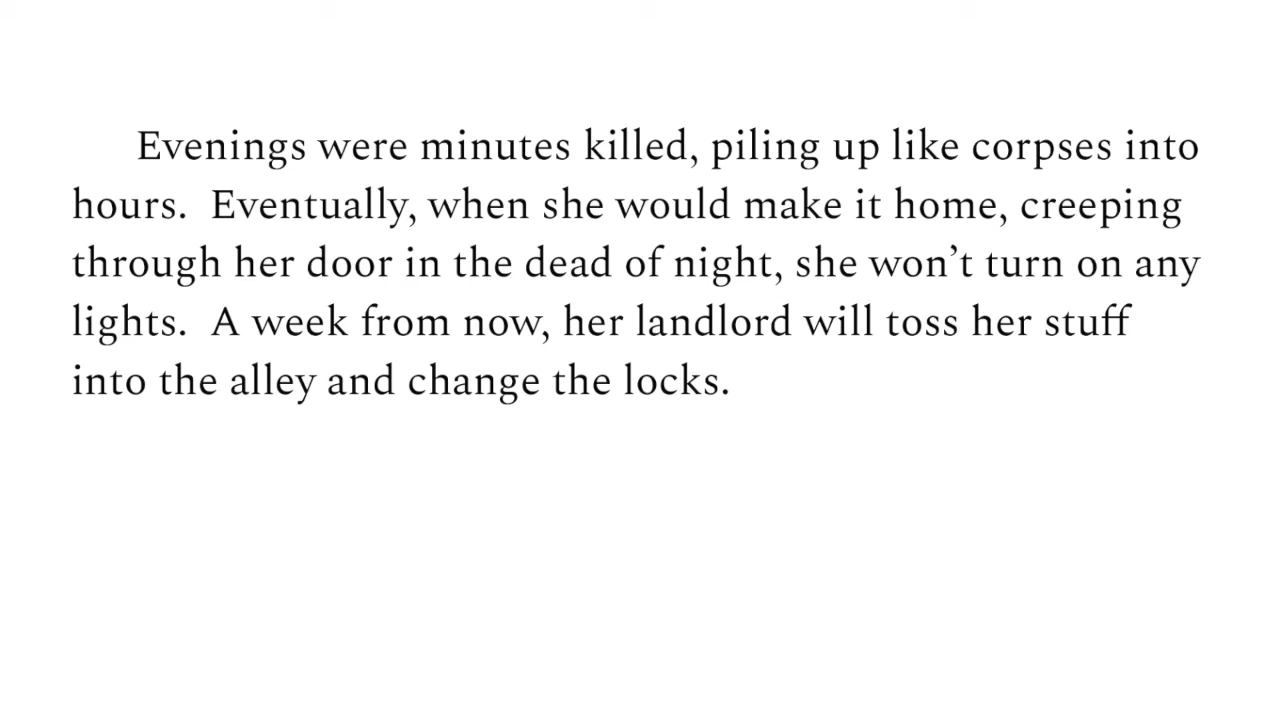 Evenings were minutes killed, piling up like corpses into
hours.  Eventually, when she would make it home, creeping
through her door in the dead of night, she won’t turn on any
lights.  A week from now, her landlord will toss her stuff
into the alley and change the locks.